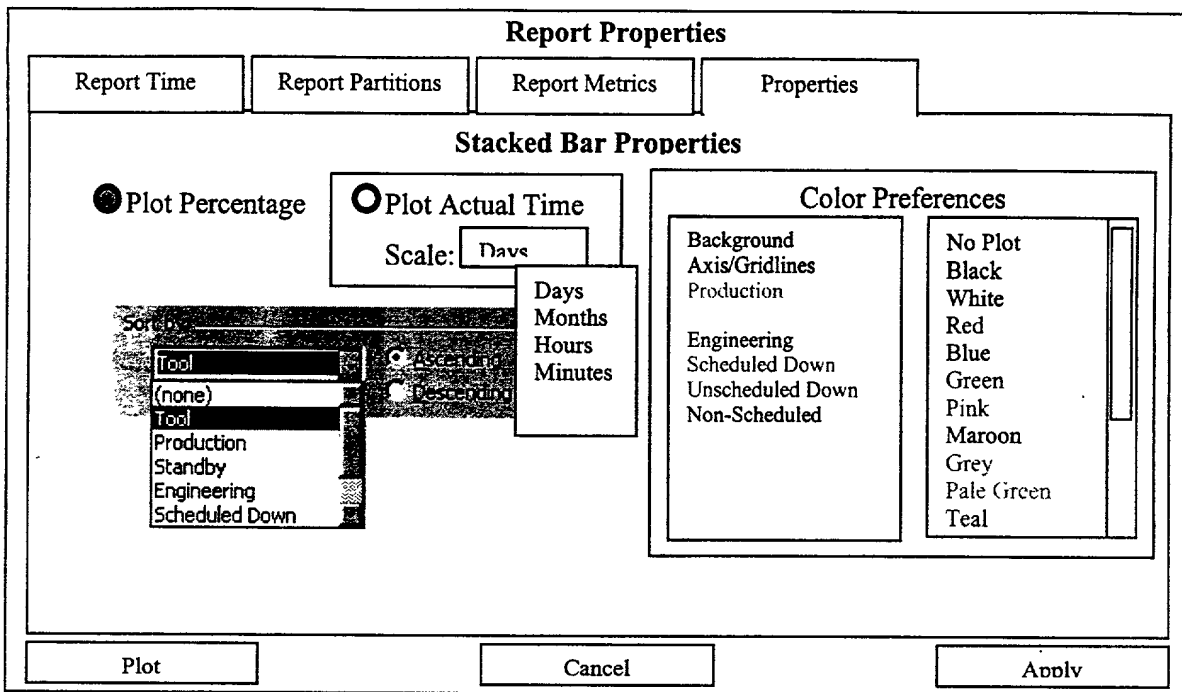 Report Properties
Report Time
Report Partitions
Report Metrics
Properties
Stacked Bar Properties
Plot Percentage
Plot Actual Time
Scale: Days
Days
Months
Hours
Minutes
Sort by
Tool
(none)
Tool
Production
Standby
Engineering
Scheduled Down
Ascending
Descending
Color Preferences
Background
Axis/Gridlines
Production
Engineering
Scheduled Down
Unscheduled Down
Non-Scheduled
No Plot
Black
White
Red
Blue
Green
Pink
Maroon
Grey
Pale Green
Teal
Plot
Cancel
Apply